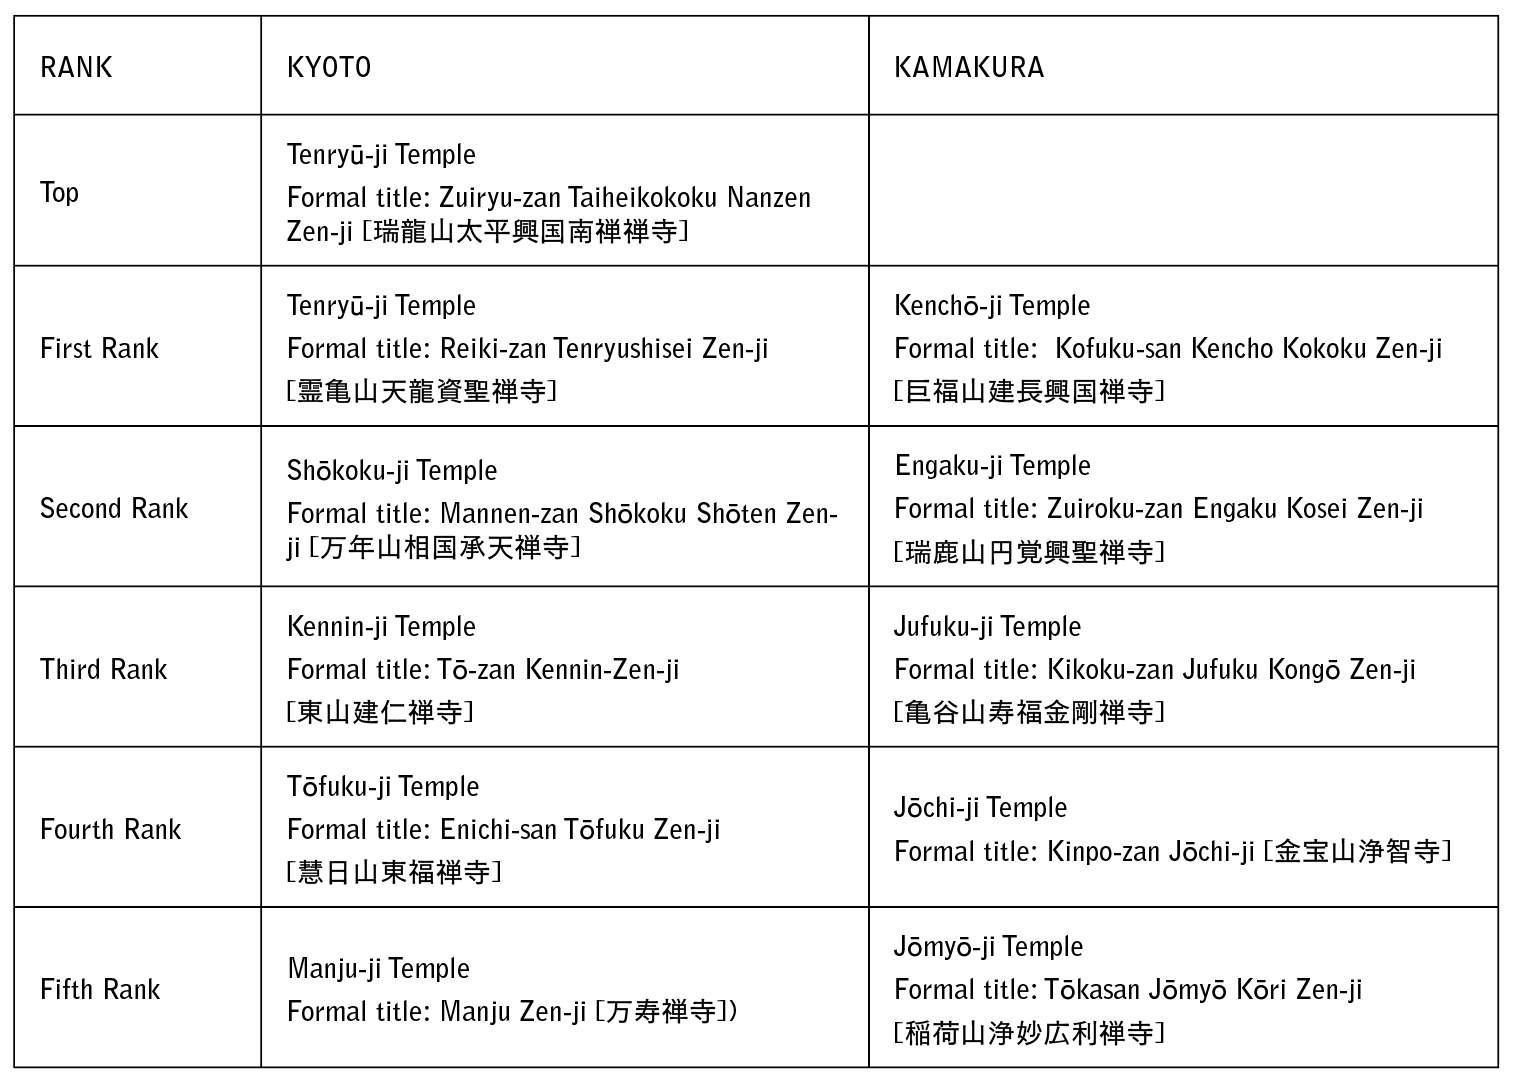 RANK
KYOTO
KAMAKURA
Top
Tenryū-ji Temple
Formal title: Zuiryu-zan Taiheikokoku Nanzen
Zen-ji [瑞龍山太平興国南禅禅寺]
First Rank
Tenryū-ji Temple
Formal title: Reiki-zan Tenryushisei Zen-ji
[霊亀山天龍資聖禅寺]
Kenchō-ji Temple
Formal title:  Kofuku-san Kencho Kokoku Zen-ji
[巨福山建長興国禅寺]
Second Rank
Shōkoku-ji Temple
Formal title: Mannen-zan Shōkoku Shōten Zen-
ji [万年山相国承天禅寺]
Engaku-ji Temple
Formal title: Zuiroku-zan Engaku Kosei Zen-ji
[瑞鹿山円覚興聖禅寺]
Third Rank
Kennin-ji Temple
Formal title: Tō-zan Kennin-Zen-ji
[東山建仁禅寺]
Jufuku-ji Temple
Formal title: Kikoku-zan Jufuku Kongō Zen-ji
[亀谷山寿福金剛禅寺]
Fourth Rank
Tōfuku-ji Temple
Formal title: Enichi-san Tōfuku Zen-ji
[慧日山東福禅寺]
Jōchi-ji Temple
Formal title: Kinpo-zan Jōchi-ji [金宝山浄智寺]
Fifth Rank
Manju-ji Temple
Formal title: Manju Zen-ji [万寿禅寺])
Jōmyō-ji Temple
Formal title: Tōkasan Jōmyō Kōri Zen-ji
[稲荷山浄妙広利禅寺]